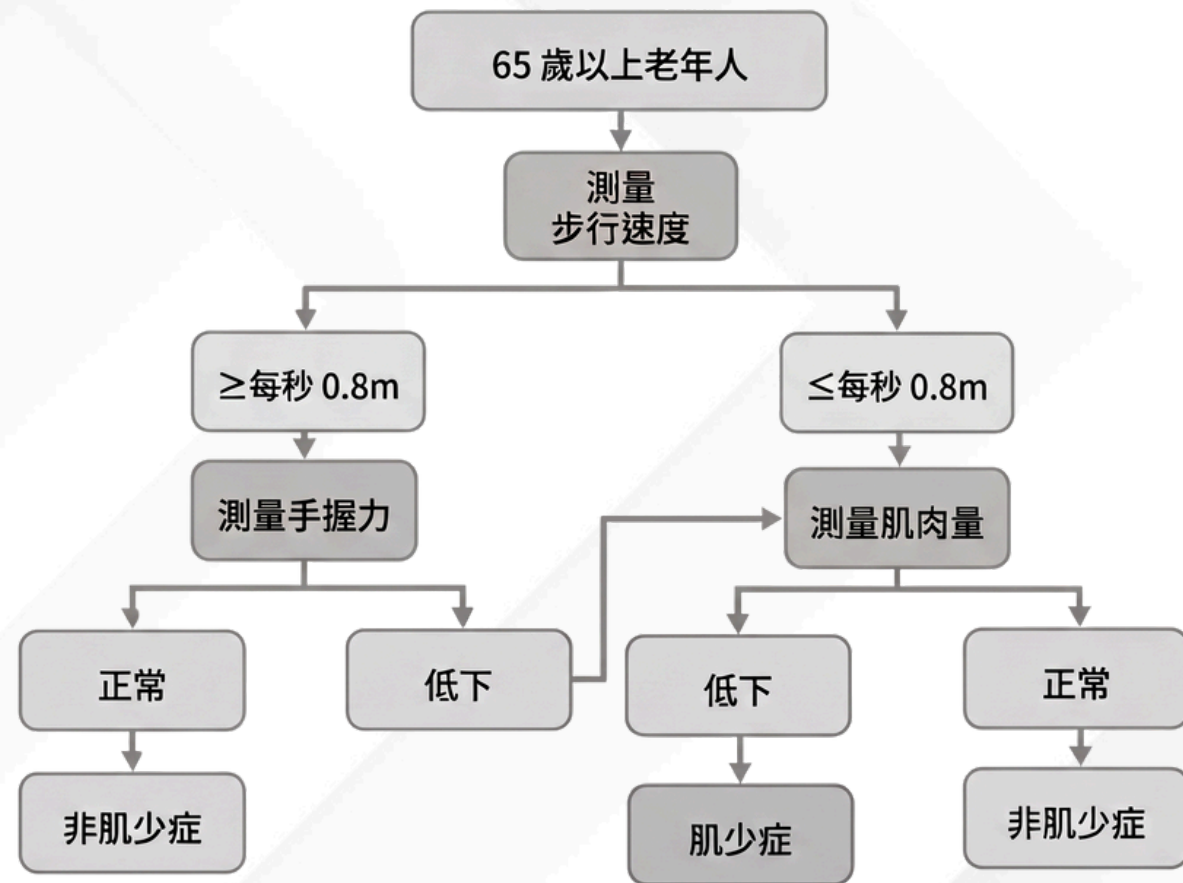 65 歲以上老年人
測量
步行速度
≥每秒 0.8m
≤每秒 0.8m
測量手握力
測量肌肉量
正常
低下
低下
正常
非肌少症
肌少症
非肌少症